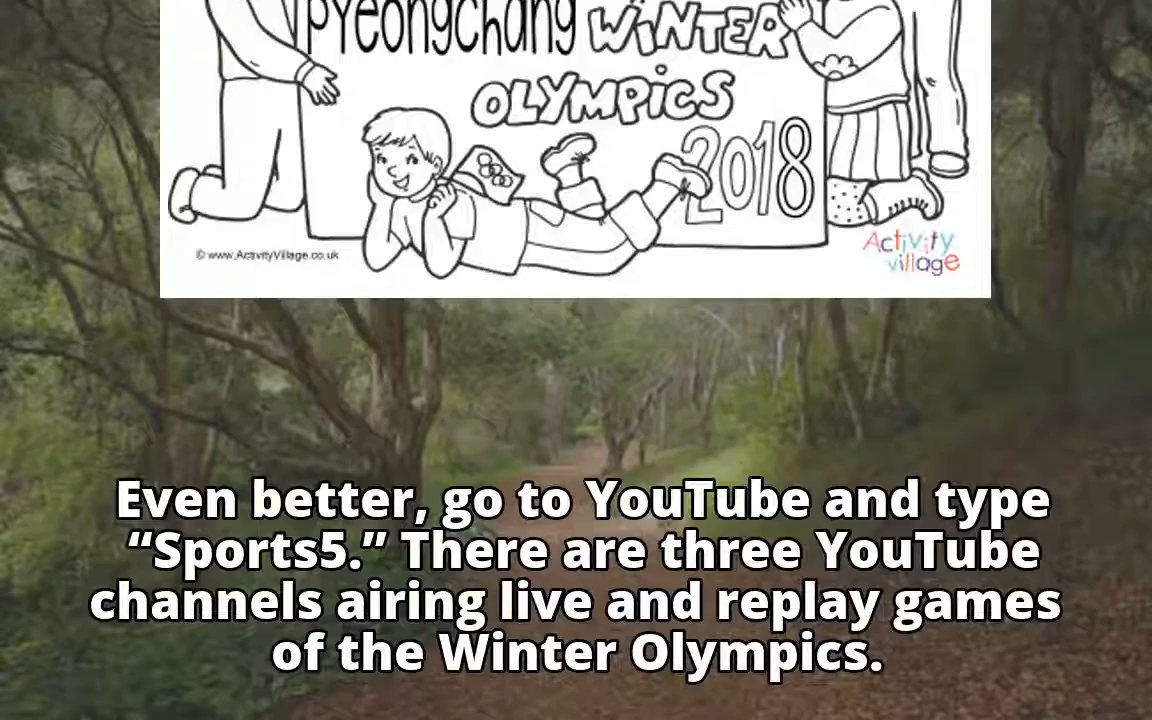 PYeongchang WiNTER
OLYMPiCS
2018
© www.ActivityVillage.co.uk
Activity
village
Even better, go to YouTube and type
“Sports5.” There are three YouTube
channels airing live and replay games
of the Winter Olympics.